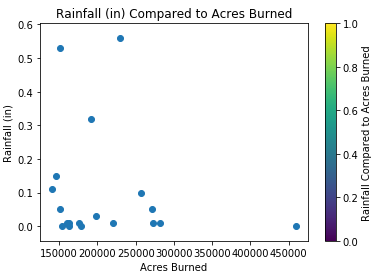 Rainfall (in) Compared to Acres Burned
0.6
0.5
0.4
0.3
0.2
0.1
0.0
Rainfall (in)
150000 200000 250000 300000 350000 400000 450000
Acres Burned
1.0
0.8
0.6
0.4
0.2
0.0
Rainfall Compared to Acres Burned